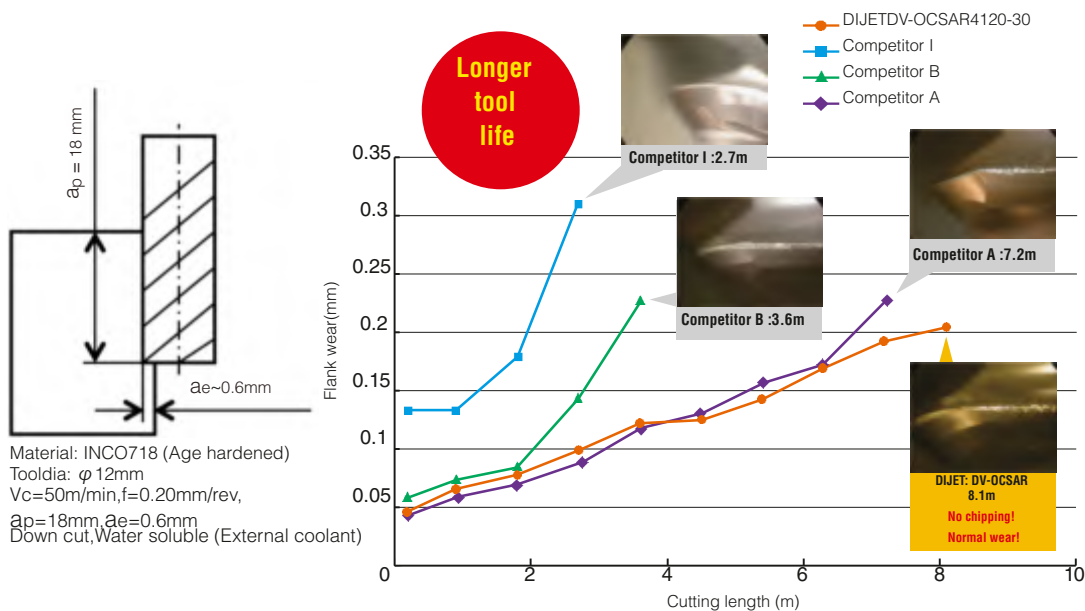 DIJETDV-OCSAR4120-30
Competitor I
Competitor B
Competitor A
Longer
tool
life
Competitor I :2.7m
Competitor B :3.6m
Competitor A :7.2m
DIJET: DV-OCSAR
8.1m
No chipping!
Normal wear!
Flank wear(mm)
0.35
0.3
0.25
0.2
0.15
0.1
0.05
0
2
4
6
8
10
Cutting length (m)
ap = 18 mm
ae~0.6mm
Material: INCO718 (Age hardened)
Tooldia: φ12mm
Vc=50m/min,f=0.20mm/rev,
ap=18mm,ae=0.6mm
Down cut,Water soluble (External coolant)